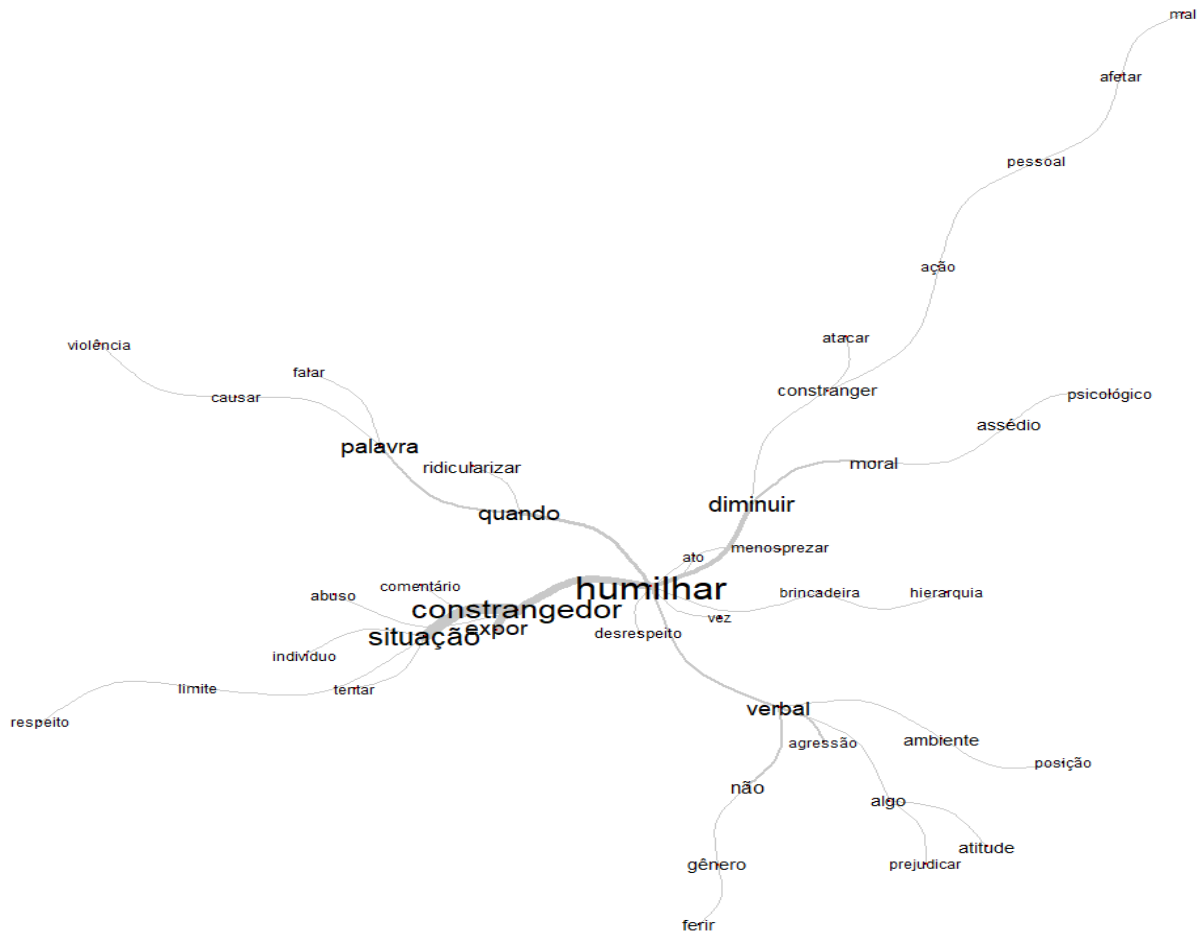 mal
afetar
pessoal
ação
atacar
violência
falar
constranger
psicológico
causar
assédio
palavra
moral
ridicularizar
diminuir
quando
menosprezar
ato
comentário
humilhar
brincadeira
hierarquia
abuso
constrangedor
vez
expor
desrespeito
situação
indivíduo
limite
tentar
verbal
respeito
agressão
ambiente
posição
não
algo
atitude
gênero
prejudicar
ferir